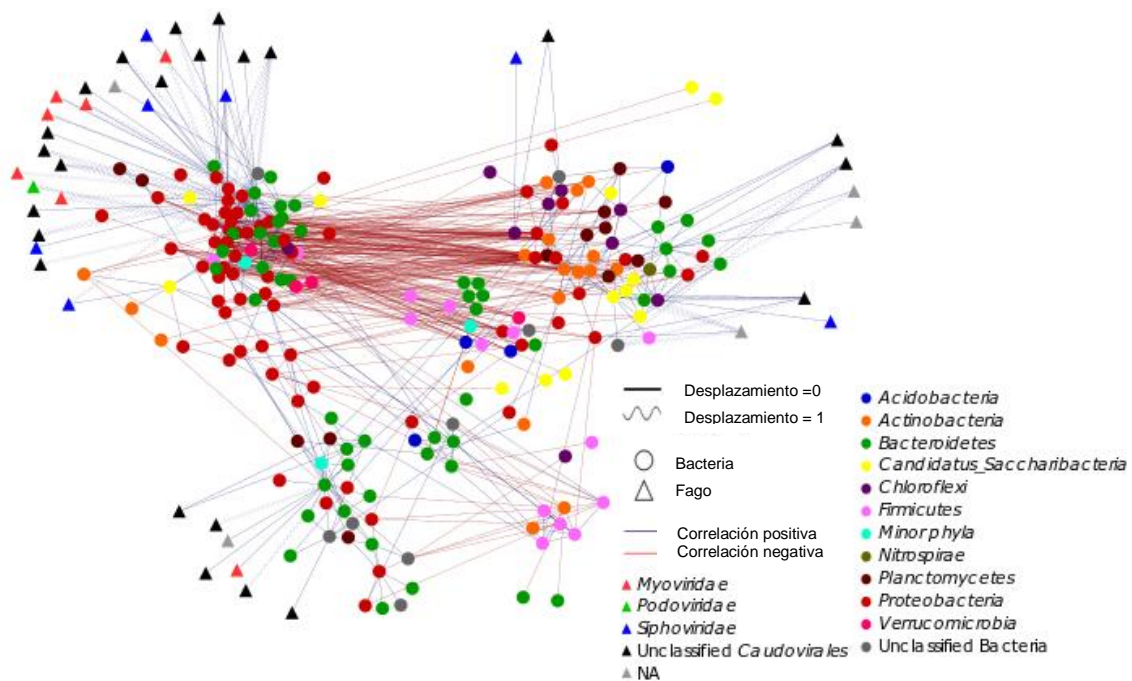 Desplazamiento =0
Desplazamiento = 1
Bacteria
Fago
Correlación positiva
Correlación negativa
Myoviridae
Podoviridae
Siphoviridae
Unclassified Caudovirales
NA
Acidobacteria
Actinobacteria
Bacteroidetes
Candidatus_Saccharibacteria
Chloroflexi
Firmicutes
Minor phyla
Nitrospirae
Planctomycetes
Proteobacteria
Verrucomicrobia
Unclassified Bacteria